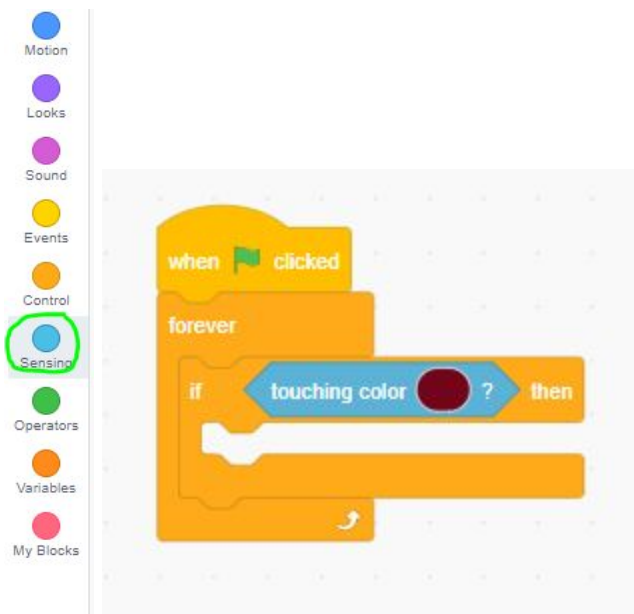 Motion
Looks
Sound
Events
Control
Sensing
Operators
Variables
My Blocks
when clicked
forever
if touching color ? then